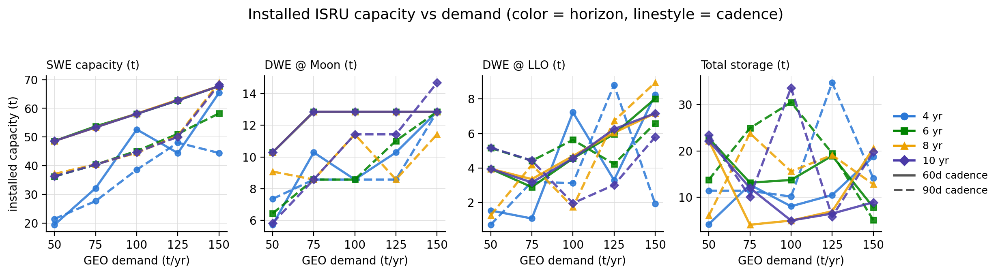 Installed ISRU capacity vs demand (color = horizon, linestyle = cadence)
SWE capacity (t)
installed capacity (t)
70
60
50
40
30
20
50 75 100 125 150
GEO demand (t/yr)
DWE @ Moon (t)
14
12
10
8
6
50 75 100 125 150
GEO demand (t/yr)
DWE @ LLO (t)
8
6
4
2
50 75 100 125 150
GEO demand (t/yr)
Total storage (t)
30
20
10
50 75 100 125 150
GEO demand (t/yr)
4 yr
6 yr
8 yr
10 yr
60d cadence
90d cadence